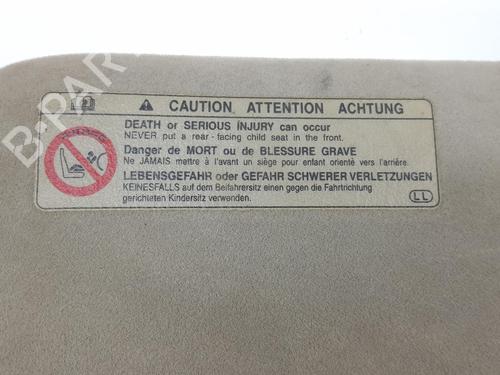 CAUTION ATTENTION ACHTUNG
DEATH or SERIOUS İNJURY can occur
NEVER put a rear - facing child seat in the front.
Danger de MORT ou de BLESSURE GRAVE
Ne JAMAIS mettre à l'avant un siège pour enfant orienté vers l'arrière.
LEBENSGEFAHR oder GEFAHR SCHWERER VERLETZUNGEN
KEINESFALLS auf dem Beifahrersitz einen gegen die Fahrtrichtung
gerichteten Kindersitz verwenden.
LL
B-PARTS